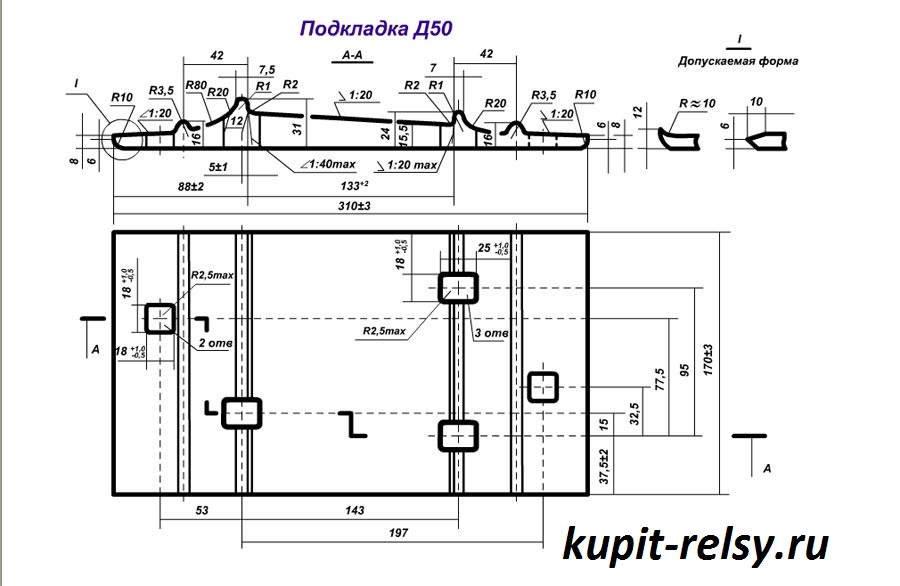 Подкладка Д50
I
Допускаемая форма
42
А-А
42
7,5
7
I
R10
R3,5
R80
R20
R1
R2
1:20
R2
R1
R20
R3,5
R10
∠1:20
1:20
12
16
31
24
15,5
16
8
6
6
8
12
R≈10
6
10
5±1
∠1:40max
1:20 max
88±2
133⁺²
310±3
18 +1,0 -0,5
R2,5max
18 +1,0 -0,5
25 +1,0 -0,5
2 отв
А
18 +1,0 -0,5
R2,5max
3 отв
77,5
95
170±3
32,5
15
37,5±2
А
53
143
197
kupit-relsy.ru